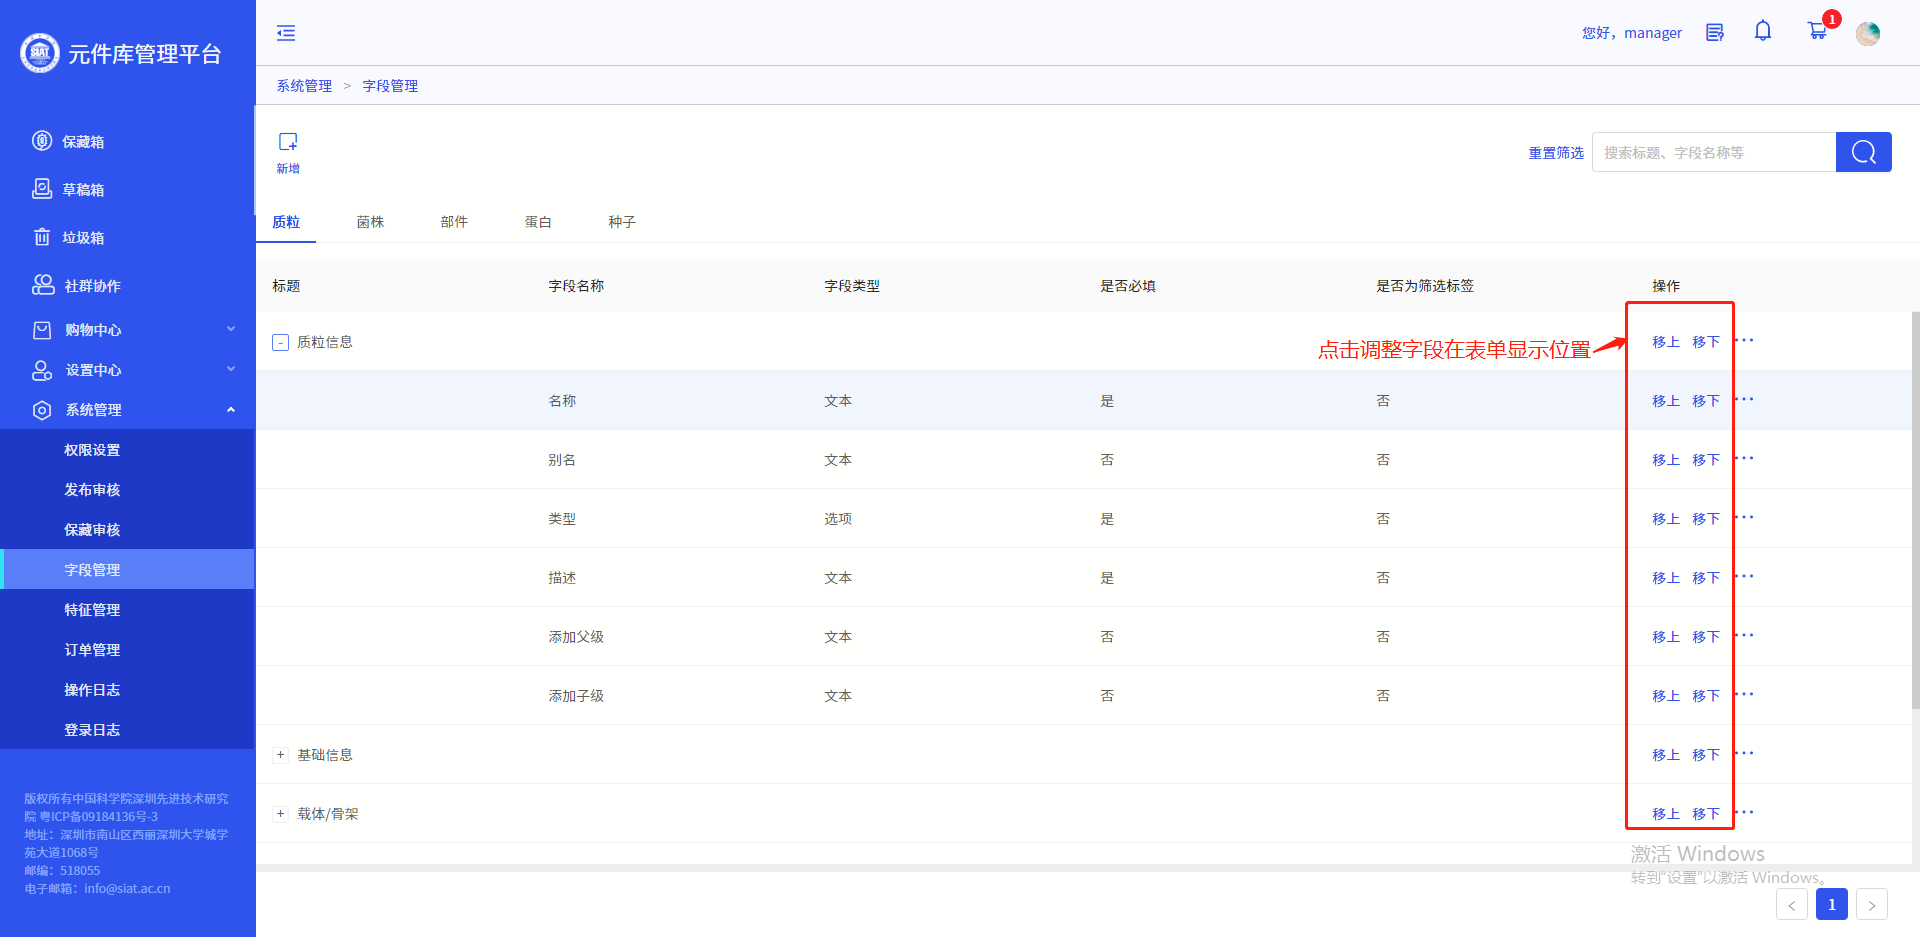 SIAT
元件库管理平台
您好，manager
1
系统管理 > 字段管理
保藏箱
草稿箱
垃圾箱
社群协作
购物中心
设置中心
系统管理
权限设置
发布审核
保藏审核
字段管理
特征管理
订单管理
操作日志
登录日志
版权所有中国科学院深圳先进技术研究
院 粤ICP备09184136号-3
地址：深圳市南山区西丽深圳大学城学
苑大道1068号
邮编：518055
电子邮箱：info@siat.ac.cn
新增
重置筛选 搜索标题、字段名称等
质粒 菌株 部件 蛋白 种子
标题 字段名称 字段类型 是否必填 是否为筛选标签 操作
- 质粒信息 移上 移下 ···
点击调整字段在表单显示位置
名称 文本 是 否 移上 移下 ···
别名 文本 否 否 移上 移下 ···
类型 选项 是 否 移上 移下 ···
描述 文本 是 否 移上 移下 ···
添加父级 文本 否 否 移上 移下 ···
添加子级 文本 否 否 移上 移下 ···
+ 基础信息 移上 移下 ···
+ 载体/骨架 移上 移下 ···
激活 Windows
转到"设置"以激活 Windows。
< 1 >